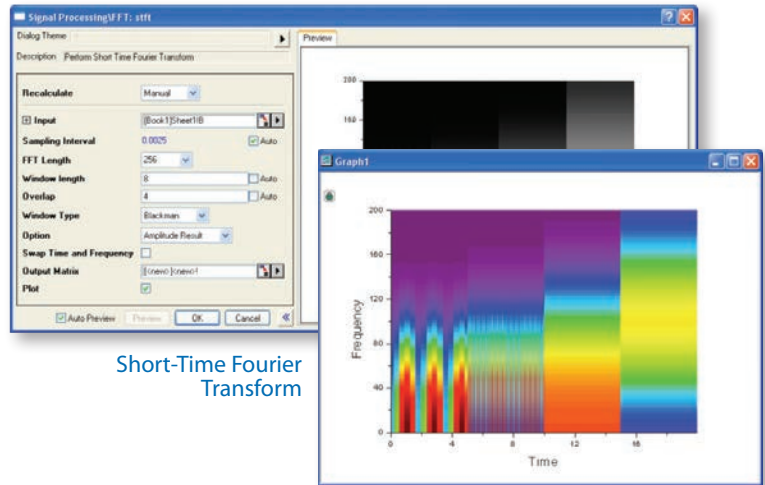 Signal Processing\FFT: stft
Dialog Theme
Description Perform Short Time Fourier Transform
Recalculate Manual
Input [Book1]Sheet1!B
Sampling Interval 0.0025 Auto
FFT Length 256
Window length 8 Auto
Overlap 4 Auto
Window Type Blackman
Option Amplitude Result
Swap Time and Frequency
Output Matrix [<new>]<new>!
Plot
Auto Preview Preview OK Cancel
Preview
200
160
Graph1
200
160
120
80
40
0
Frequency
0 4 8 12 16
Time
Short-Time Fourier
Transform